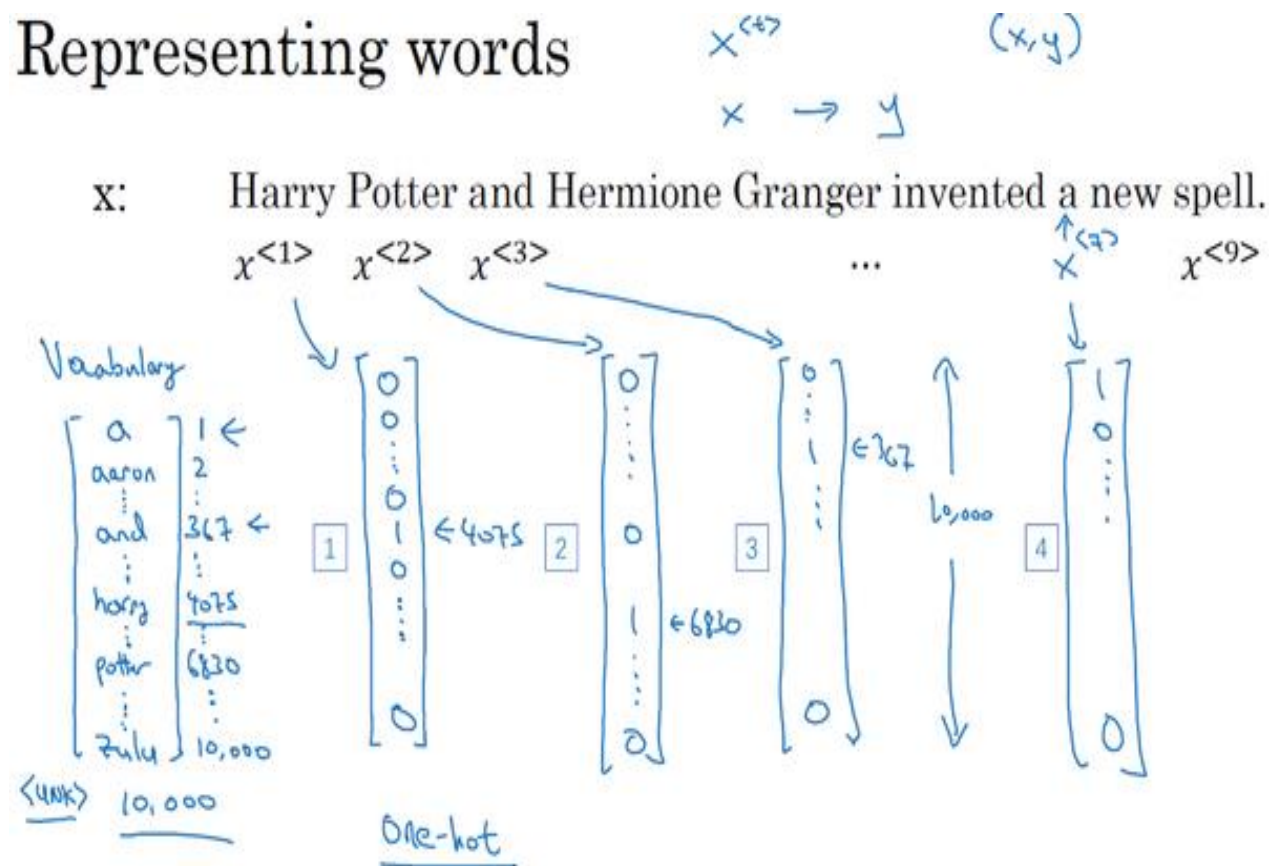 Representing words x<t> (x,y)
x → y
x: Harry Potter and Hermione Granger invented a new spell.
x<1> x<2> x<3> ... x<7> x<9>
Vocabulary
a 1 ←
aaron 2
and 367 ←
harry 4075
potter 6830
zulu 10,000
<UNK> 10,000
1
0
0
0
1 ← 4075
0
0
2
0
0
1 ← 6830
0
3
0
1 ← 367
0
10,000
4
1
0
0
One-hot